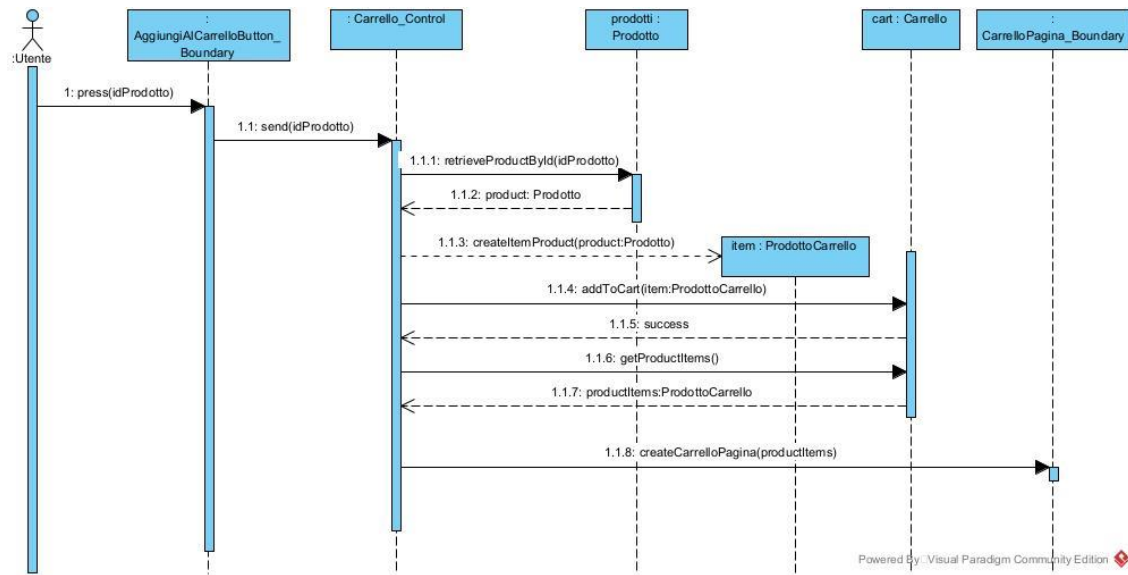 :Utente
:
AggiungiAlCarrelloButton_
Boundary
: Carrello_Control
prodotti :
Prodotto
cart : Carrello
:
CarrelloPagina_Boundary
1: press(idProdotto)
1.1: send(idProdotto)
1.1.1: retrieveProductById(idProdotto)
1.1.2: product: Prodotto
1.1.3: createItemProduct(product:Prodotto)
item : ProdottoCarrello
1.1.4: addToCart(item:ProdottoCarrello)
1.1.5: success
1.1.6: getProductItems()
1.1.7: productItems:ProdottoCarrello
1.1.8: createCarrelloPagina(productItems)
Powered By Visual Paradigm Community Edition